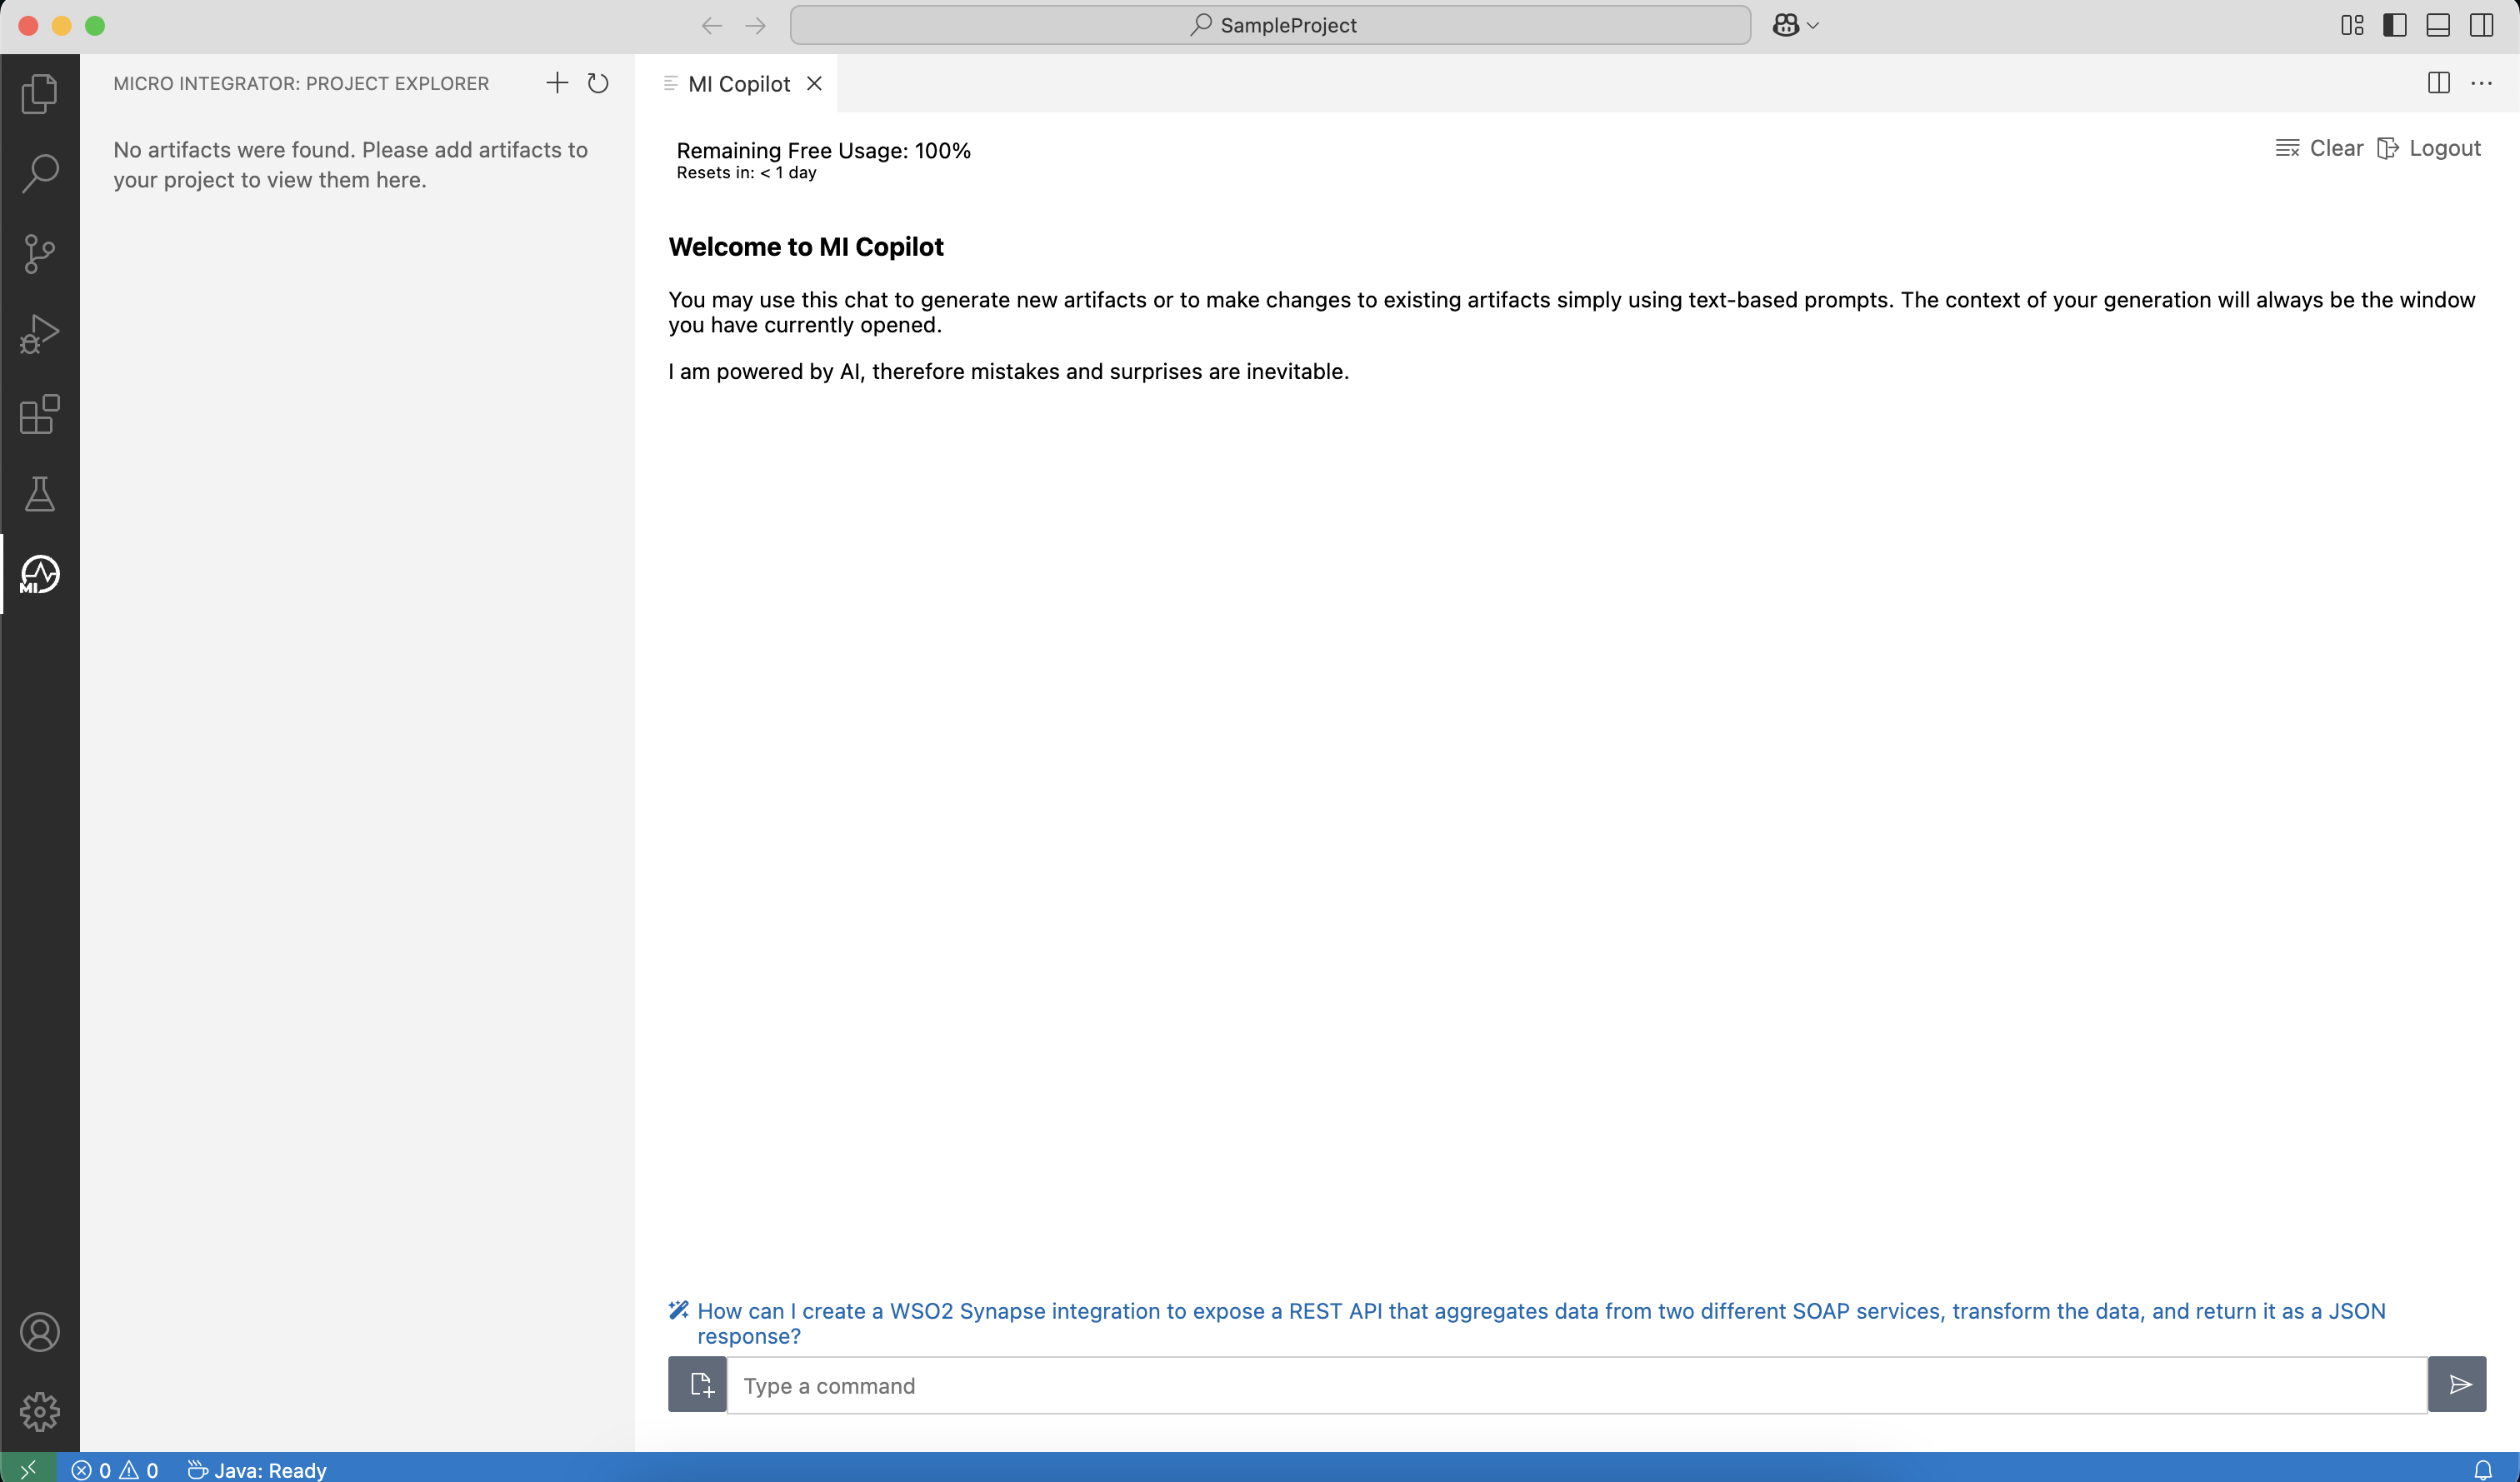 SampleProject
MICRO INTEGRATOR: PROJECT EXPLORER
No artifacts were found. Please add artifacts to
your project to view them here.
MI
MI Copilot
Remaining Free Usage: 100%
Resets in: < 1 day
Clear
Logout
Welcome to MI Copilot
You may use this chat to generate new artifacts or to make changes to existing artifacts simply using text-based prompts. The context of your generation will always be the window
you have currently opened.
I am powered by AI, therefore mistakes and surprises are inevitable.
How can I create a WSO2 Synapse integration to expose a REST API that aggregates data from two different SOAP services, transform the data, and return it as a JSON
response?
Type a command
0 0 Java: Ready